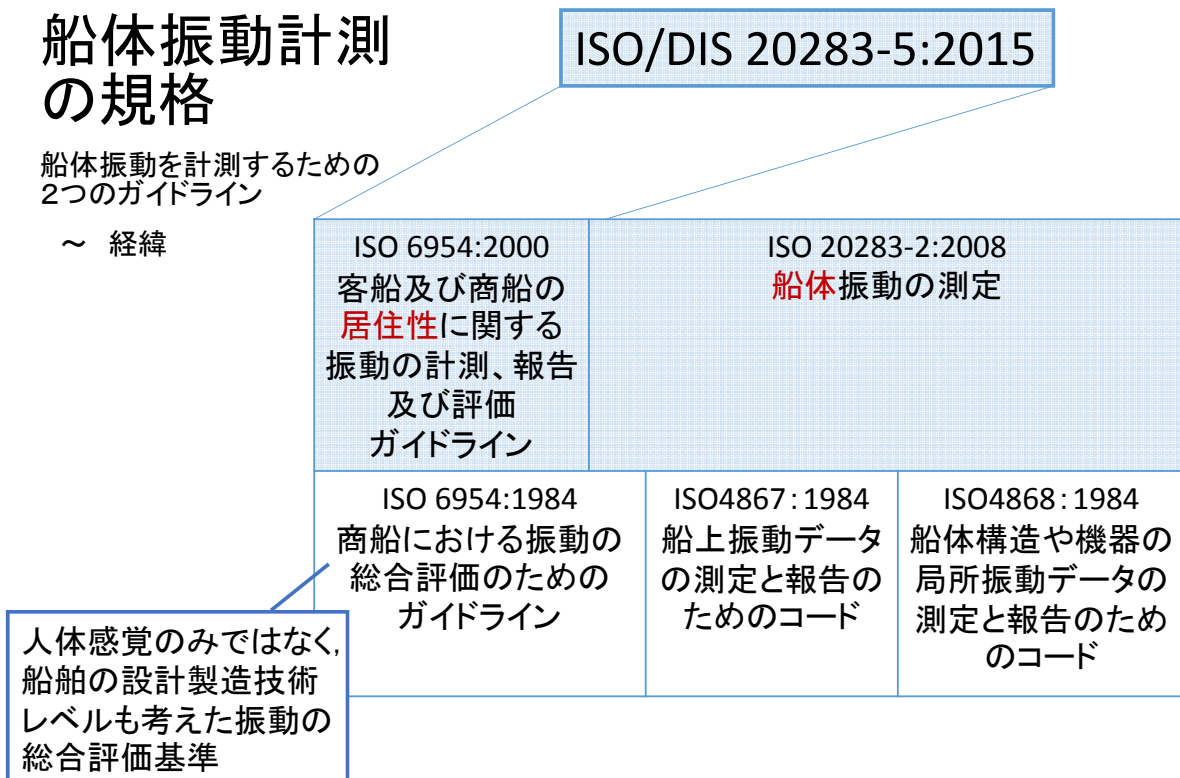 船体振動計測
の規格
ISO/DIS 20283-5:2015
船体振動を計測するための
２つのガイドライン
～ 経緯
ISO 6954:2000
客船及び商船の
居住性に関する
振動の計測、報告
及び評価
ガイドライン
ISO 20283-2:2008
船体振動の測定
ISO 6954:1984
商船における振動の
総合評価のための
ガイドライン
ISO4867：1984
船上振動データ
の測定と報告の
ためのコード
ISO4868：1984
船体構造や機器の
局所振動データの
測定と報告のため
のコード
人体感覚のみではなく，
船舶の設計製造技術
レベルも考えた振動の
総合評価基準